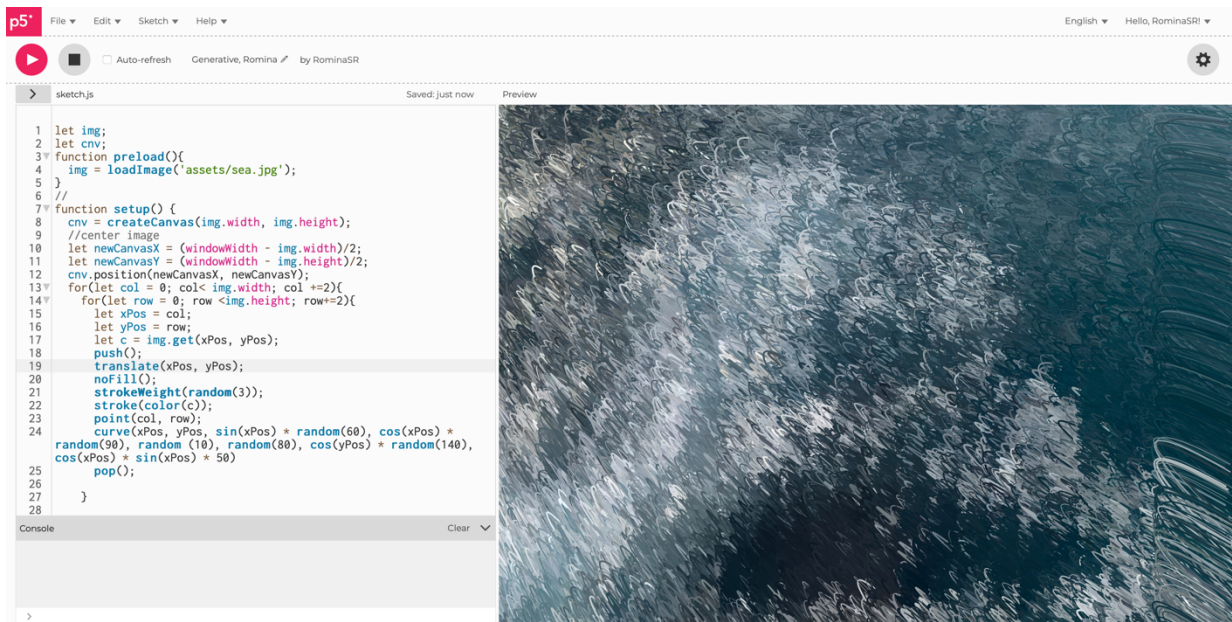 p5* File Edit Sketch Help English Hello, RominaSR!
Auto-refresh Generative, Romina by RominaSR
> sketch.js Saved: just now Preview
1 let img;
2 let cnv;
3 function preload(){
4 img = loadImage('assets/sea.jpg');
5 }
6 //
7 function setup() {
8 cnv = createCanvas(img.width, img.height);
9 //center image
10 let newCanvasX = (windowWidth - img.width)/2;
11 let newCanvasY = (windowWidth - img.height)/2;
12 cnv.position(newCanvasX, newCanvasY);
13 for(let col = 0; col< img.width; col +=2){
14 for(let row = 0; row <img.height; row+=2){
15 let xPos = col;
16 let yPos = row;
17 let c = img.get(xPos, yPos);
18 push();
19 translate(xPos, yPos);
20 noFill();
21 strokeWeight(random(3));
22 stroke(color(c));
23 point(col, row);
24 curve(xPos, yPos, sin(xPos) * random(60), cos(xPos) *
random(90), random (10), random(80), cos(yPos) * random(140),
cos(xPos) * sin(xPos) * 50)
25 pop();
26
27 }
28
Console Clear
>